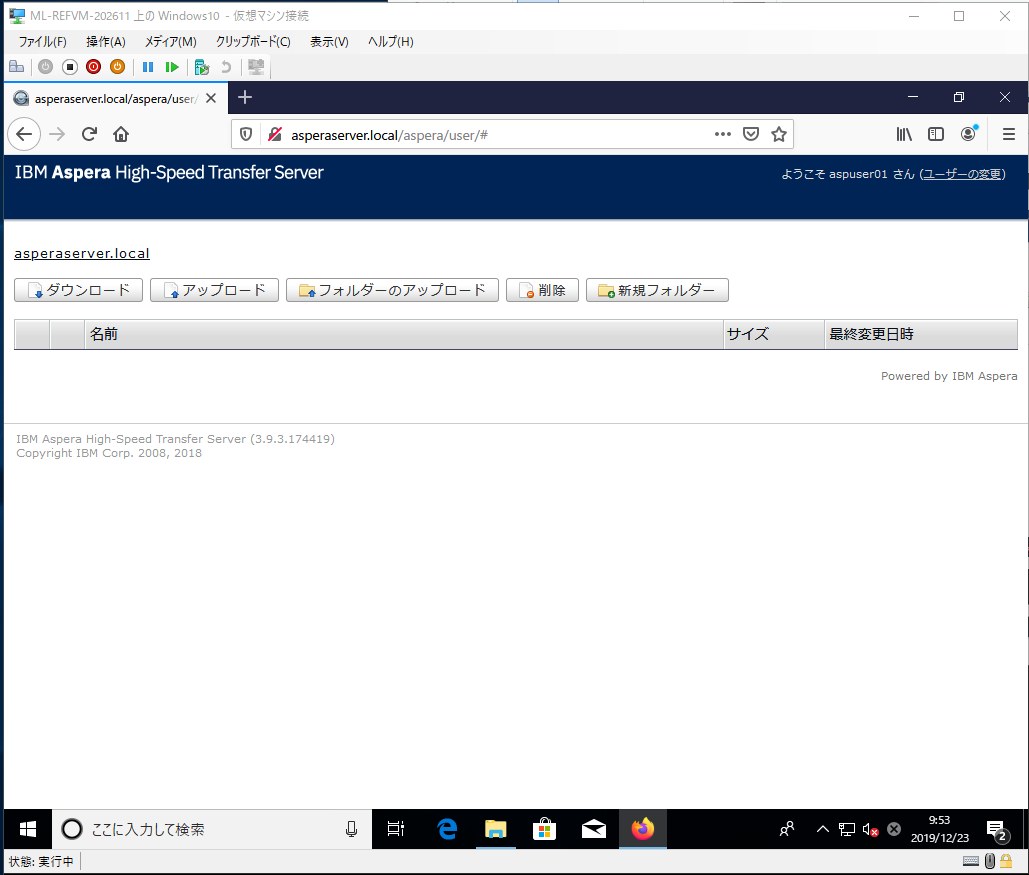 ML-REFVM-202611 上の Windows10 - 仮想マシン接続
ファイル(F) 操作(A) メディア(M) クリップボード(C) 表示(V) ヘルプ(H)
asperaserver.local/aspera/user/
asperaserver.local/aspera/user/#
IBM Aspera High-Speed Transfer Server
ようこそ aspuser01 さん (ユーザーの変更)
asperaserver.local
ダウンロード アップロード フォルダーのアップロード 削除 新規フォルダー
名前 サイズ 最終変更日時
Powered by IBM Aspera
IBM Aspera High-Speed Transfer Server (3.9.3.174419)
Copyright IBM Corp. 2008, 2018
ここに入力して検索
9:53
2019/12/23
2
状態: 実行中